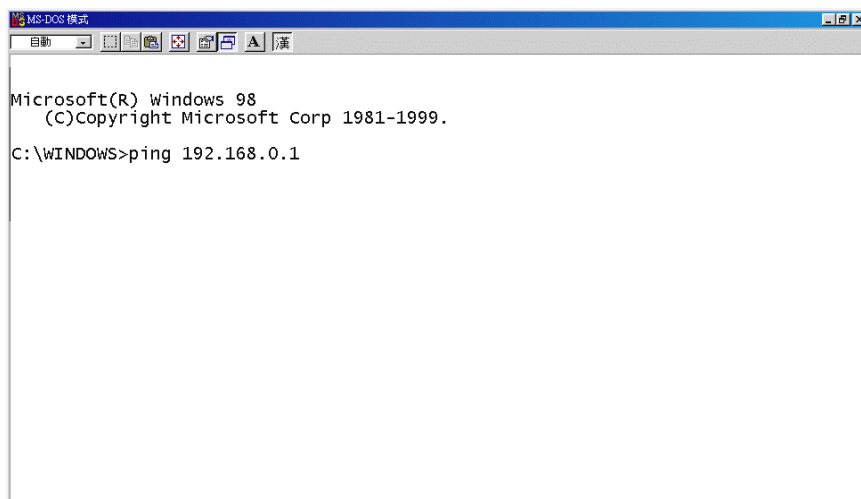 MS-DOS 模式
自動 A 漢
Microsoft(R) Windows 98
(C)Copyright Microsoft Corp 1981-1999.
C:\WINDOWS>ping 192.168.0.1